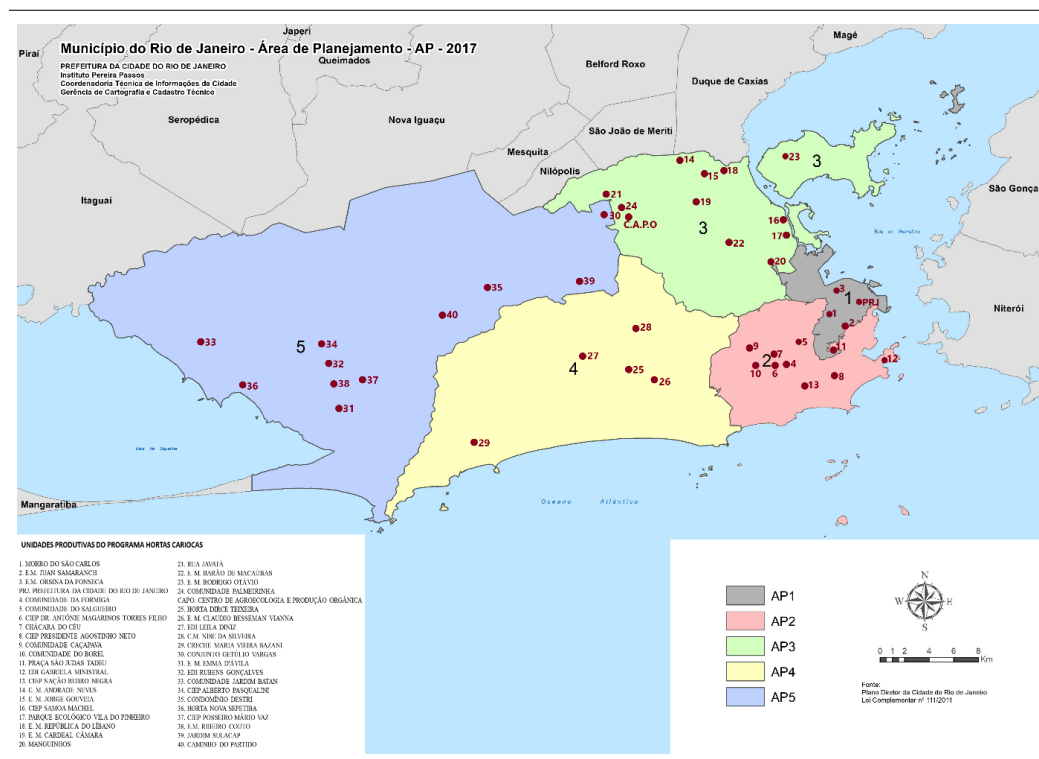 Japeri
Magé
Piraí
Município do Rio de Janeiro - Área de Planejamento - AP - 2017
Queimados
PREFEITURA DA CIDADE DO RIO DE JANEIRO
Instituto Pereira Passos
Coordenadoria Técnica de Informações da Cidade
Gerência de Cartografia e Cadastro Técnico
Belford Roxo
Duque de Caxias
Seropédica
Nova Iguaçu
São João de Meriti
Mesquita
Nilópolis
Itaguaí
São Gonça
Niterói
Mangaratiba
Oceano Atlântico
14
15
18
23
3
21
24
C.A.P.O
30
19
3
16
17
22
20
39
35
40
3
1
PRJ
1
2
28
33
5
34
32
36
38
37
31
27
4
25
26
29
9
5
7
2
10
6
4
11
12
8
13
UNIDADES PRODUTIVAS DO PROGRAMA HORTAS CARIOCAS
1. MORRO DO SÃO CARLOS
2. E.M. JUAN SAMARANCH
3. E.M. ORSINA DA FONSECA
PRJ. PREFEITURA DA CIDADE DO RIO DE JANEIRO
4. COMUNIDADE DA FORMIGA
5. COMUNIDADE DO SALGUEIRO
6. CIEP DR. ANTÔNIE MAGARINOS TORRES FILHO
7. CHÁCARA DO CÉU
8. CIEP PRESIDENTE AGOSTINHO NETO
9. COMUNIDADE CAÇAPAVA
10. COMUNIDADE DO BOREL
11. PRAÇA SÃO JUDAS TADEU
12. EDI GABRIELA MINISTRAL
13. CIEP NAÇÃO RUBRO NEGRA
14. E. M. ANDRADE NEVES
15. E. M. JORGE GOUVEIA
16. CIEP SAMOA MACHEL
17. PARQUE ECOLÓGICO VILA DO PINHEIRO
18. E. M. REPÚBLICA DO LÍBANO
19. E. M. CARDEAL CÂMARA
20. MANGUINHOS
21. RUA JAVATÁ
22. E. M. BARÃO DE MACAÚBAS
23. E. M. RODRIGO OTÁVIO
24. COMUNIDADE PALMEIRINHA
CAPO. CENTRO DE AGROECOLOGIA E PRODUÇÃO ORGÂNICA
25. HORTA DIRCE TEIXEIRA
26. E. M. CLAUDIO BESSEMAN VIANNA
27. EDI LEILA DINIZ
28. C.M. NISE DA SILVEIRA
29. CRECHE MARIA VIEIRA BAZANI
30. CONJUNTO GETÚLIO VARGAS
31. E. M. EMMA D'ÁVILA
32. EDI RUBENS GONÇALVES
33. COMUNIDADE JARDIM BATAN
34. CIEP ALBERTO PASQUALINI
35. CONDOMÍNIO DESTRI
36. HORTA NOVA SEPETIBA
37. CIEP POSSEIRO MÁRIO VAZ
38. E.M. RIBEIRO COUTO
39. JARDIM SULACAP
40. CAMINHO DO PARTIDO
AP1
AP2
AP3
AP4
AP5
N
W E
S
0 1 2 4 6 8
Km
Fonte:
Plano Diretor da Cidade do Rio de Janeiro
Lei Complementar nº 111/2011